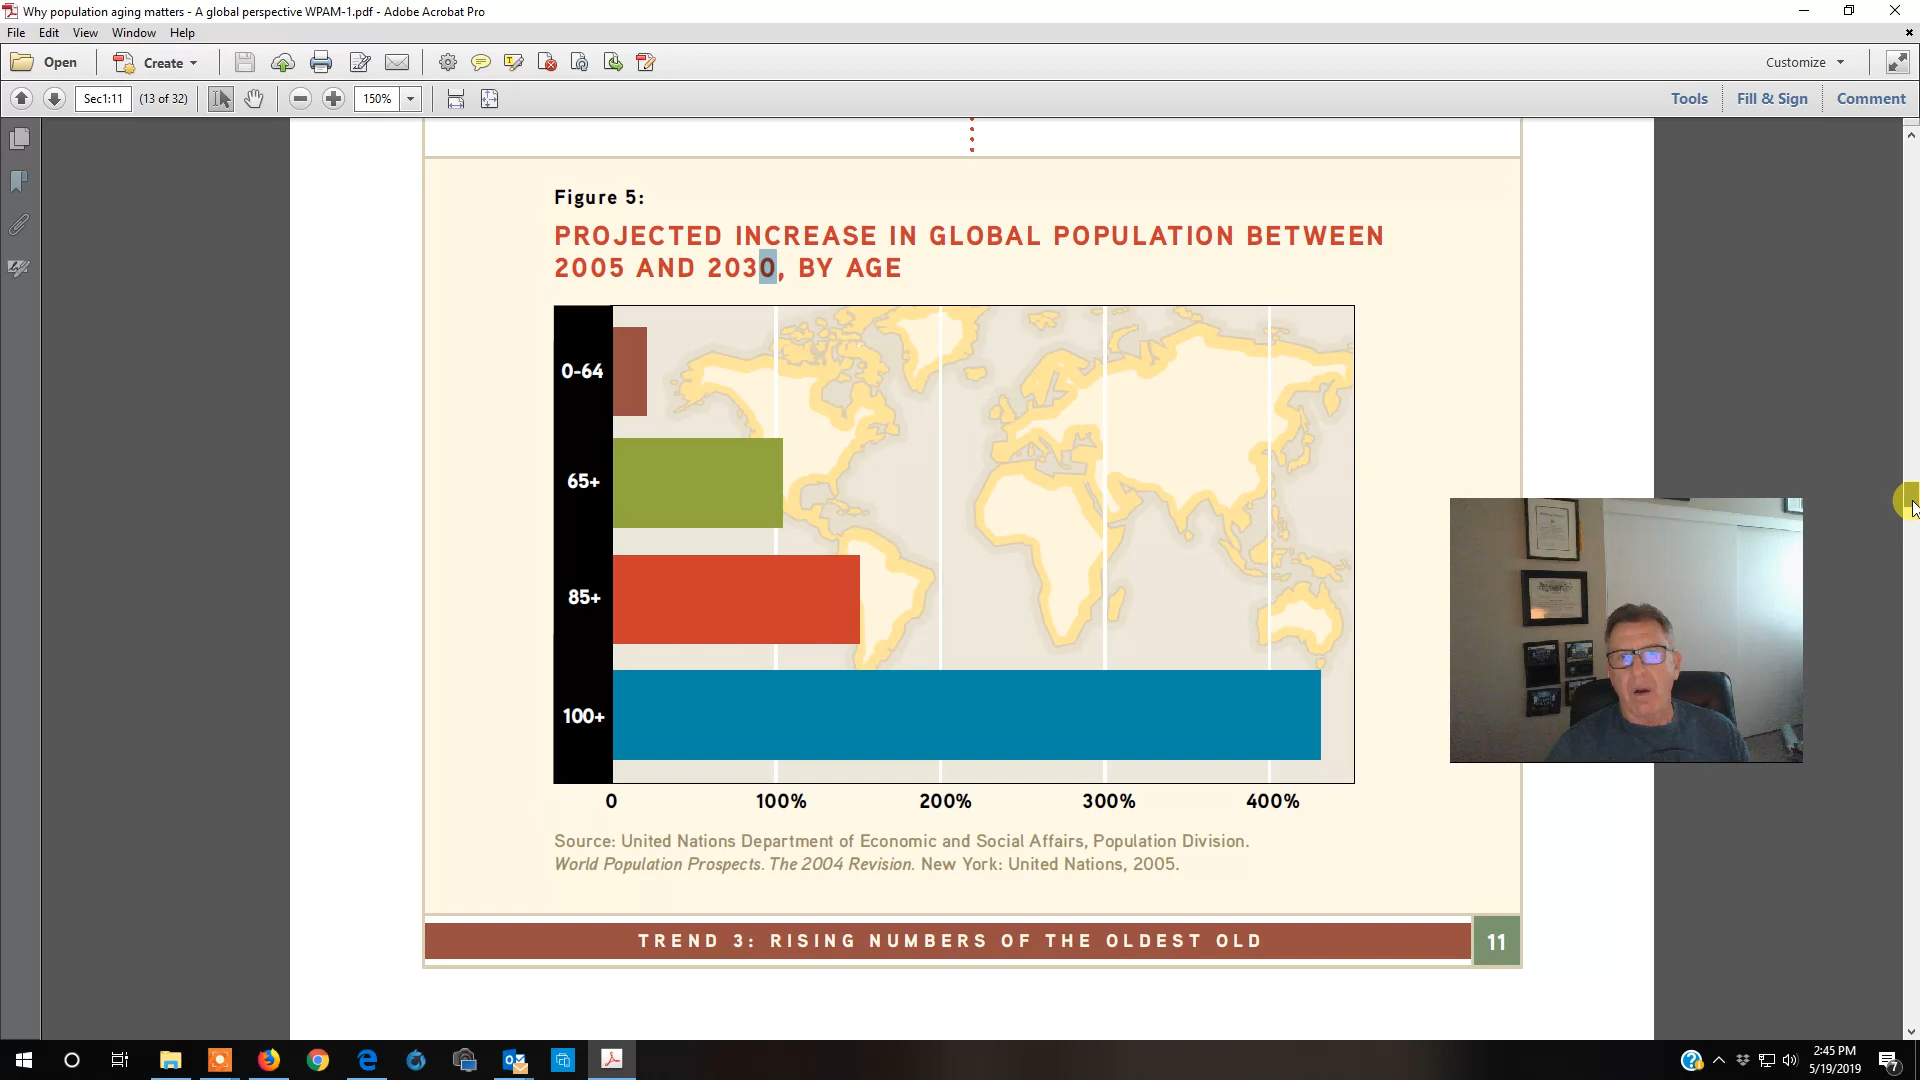 Why population aging matters - A global perspective WPAM-1.pdf - Adobe Acrobat Pro
File Edit View Window Help
Open Create Customize
Sec1:11 (13 of 32) 150% Tools Fill & Sign Comment
Figure 5:
PROJECTED INCREASE IN GLOBAL POPULATION BETWEEN
2005 AND 2030, BY AGE
0-64
65+
85+
100+
0 100% 200% 300% 400%
Source: United Nations Department of Economic and Social Affairs, Population Division.
World Population Prospects. The 2004 Revision. New York: United Nations, 2005.
TREND 3: RISING NUMBERS OF THE OLDEST OLD 11
2:45 PM
5/19/2019
7